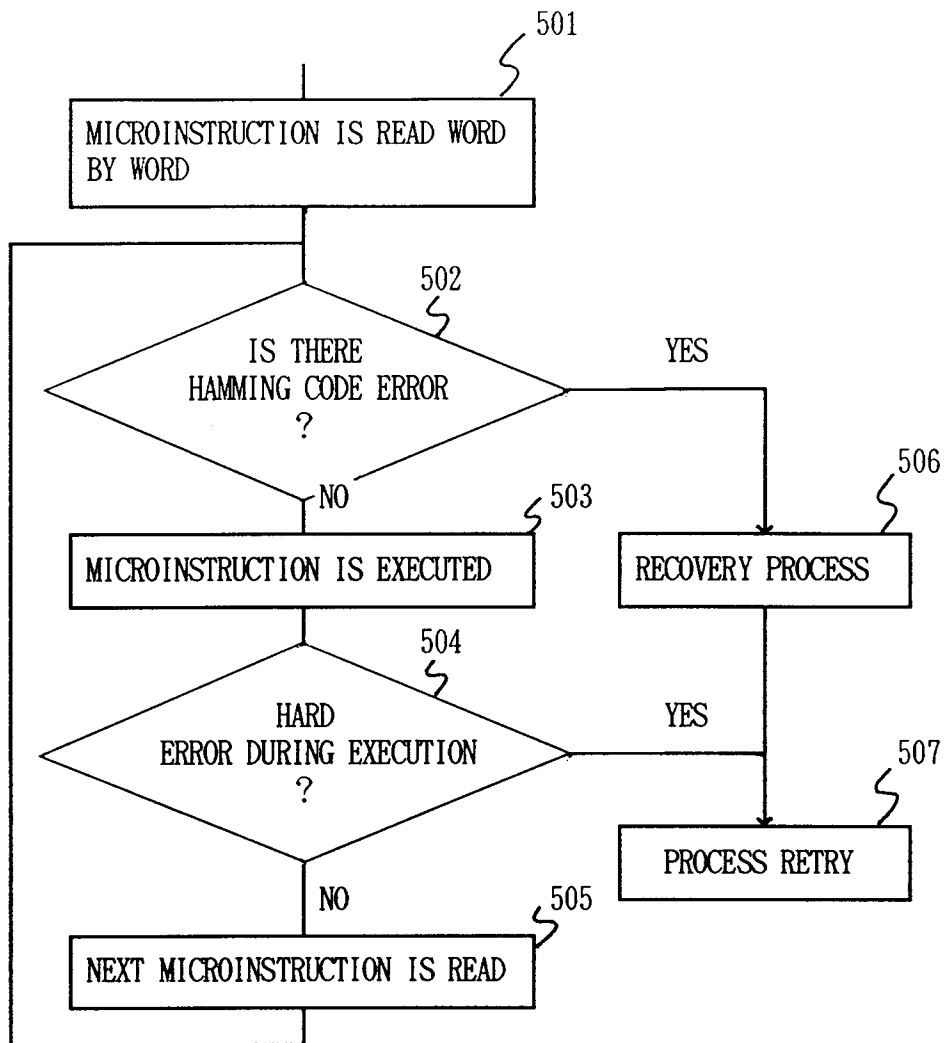 501
MICROINSTRUCTION IS READ WORD
BY WORD
502
IS THERE
HAMMING CODE ERROR
?
YES
NO
503
MICROINSTRUCTION IS EXECUTED
506
RECOVERY PROCESS
504
HARD
ERROR DURING EXECUTION
?
YES
507
PROCESS RETRY
NO
505
NEXT MICROINSTRUCTION IS READ